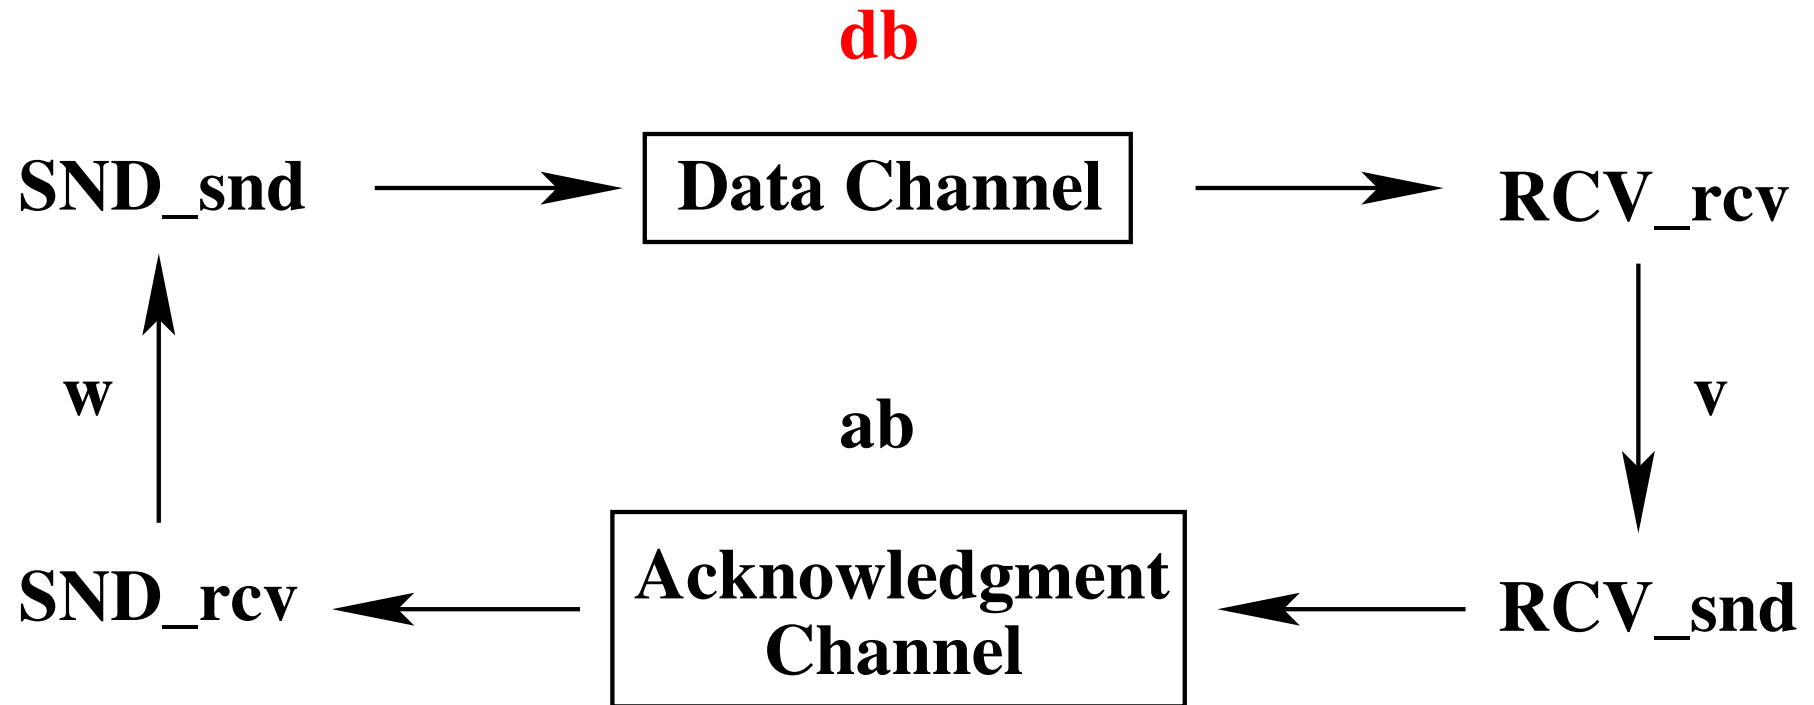 db
SND_snd
Data Channel
RCV_rcv
w
ab
v
SND_rcv
Acknowledgment
Channel
RCV_snd